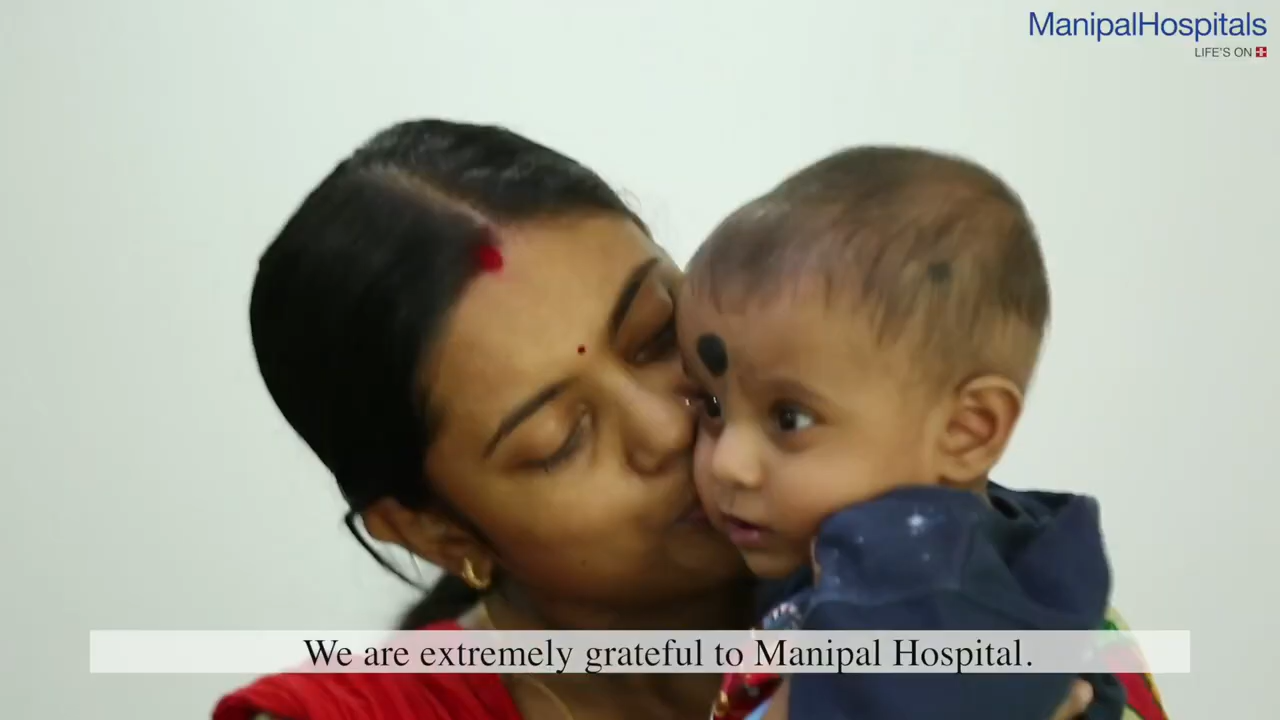 ManipalHospitals
LIFE'S ON
We are extremely grateful to Manipal Hospital.